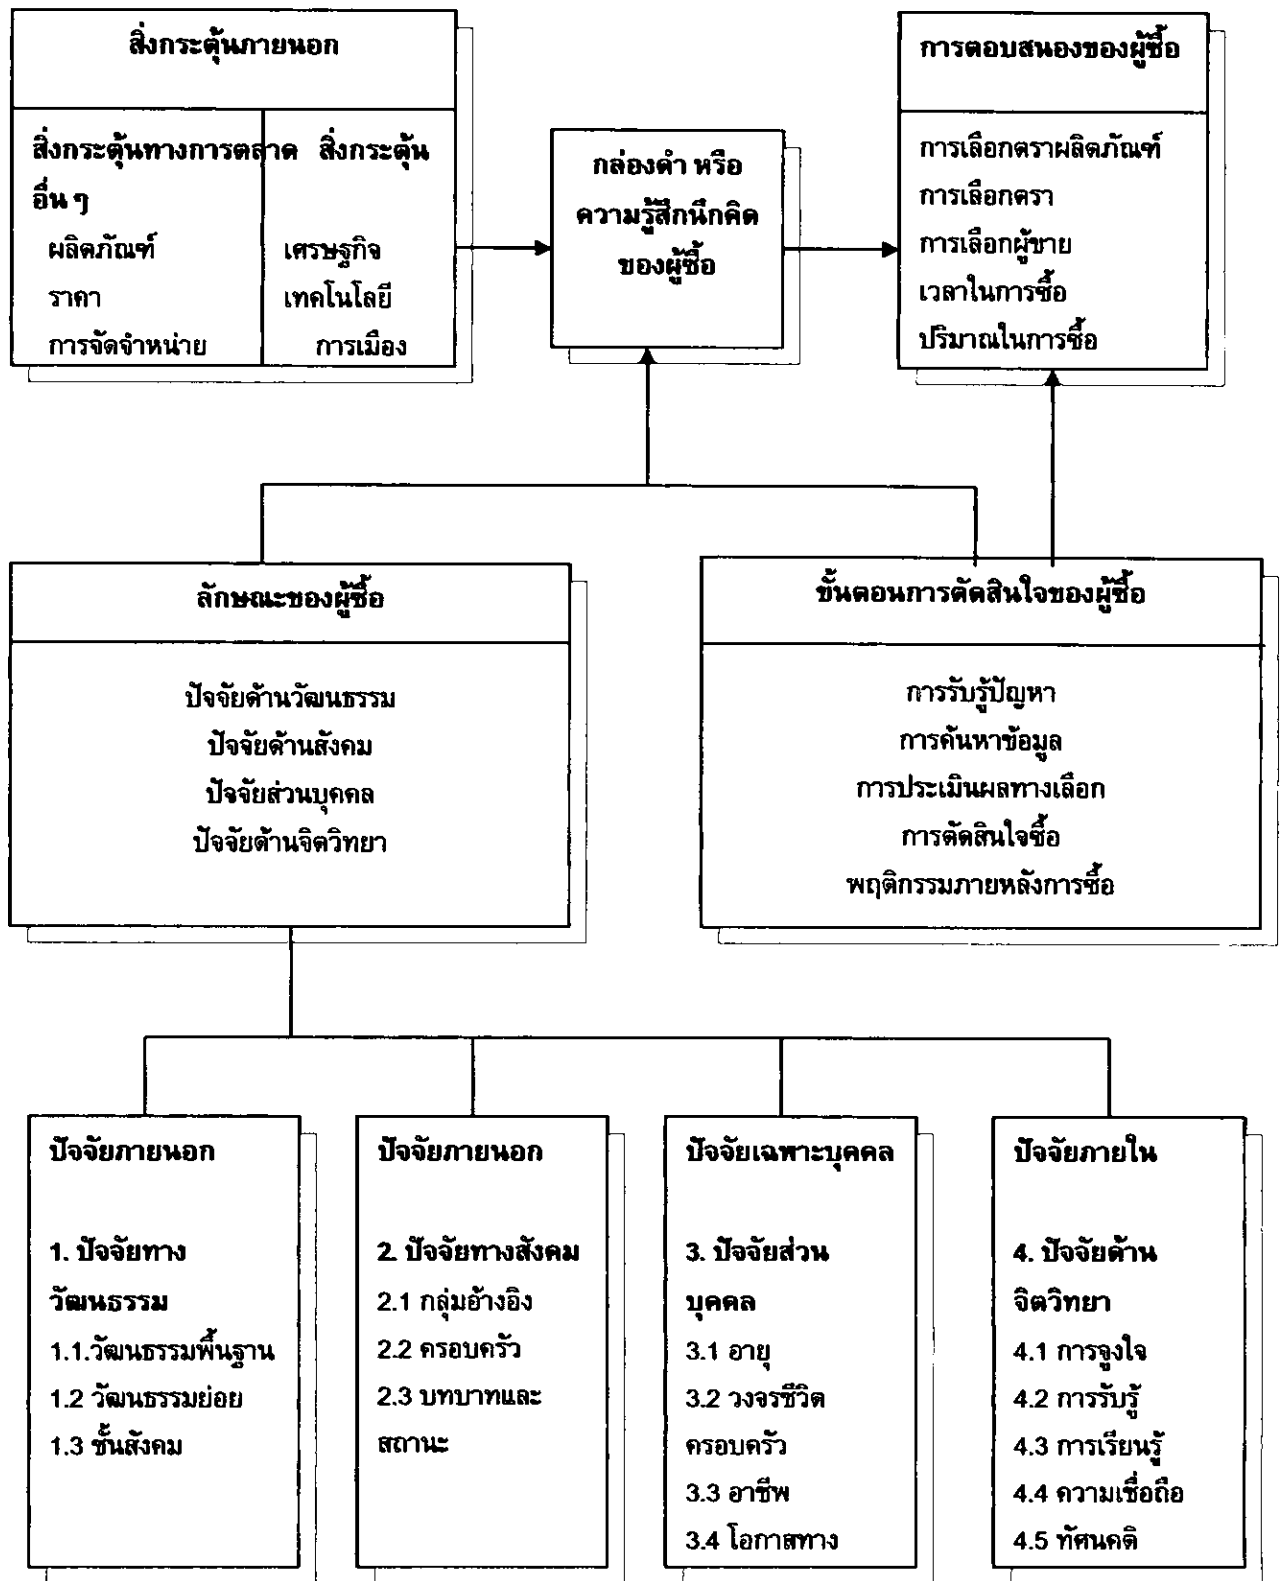 สิ่งกระตุ้นภายนอก
สิ่งกระตุ้นทางการตลาด สิ่งกระตุ้น
อื่น ๆ
ผลิตภัณฑ์ เศรษฐกิจ
ราคา เทคโนโลยี
การจัดจำหน่าย การเมือง
กล่องดำ หรือ
ความรู้สึกนึกคิด
ของผู้ซื้อ
การตอบสนองของผู้ซื้อ
การเลือกตราผลิตภัณฑ์
การเลือกตรา
การเลือกผู้ขาย
เวลาในการซื้อ
ปริมาณในการซื้อ
ลักษณะของผู้ซื้อ
ปัจจัยด้านวัฒนธรรม
ปัจจัยด้านสังคม
ปัจจัยส่วนบุคคล
ปัจจัยด้านจิตวิทยา
ขั้นตอนการตัดสินใจของผู้ซื้อ
การรับรู้ปัญหา
การค้นหาข้อมูล
การประเมินผลทางเลือก
การตัดสินใจซื้อ
พฤติกรรมภายหลังการซื้อ
ปัจจัยภายนอก
1. ปัจจัยทาง
วัฒนธรรม
1.1.วัฒนธรรมพื้นฐาน
1.2 วัฒนธรรมย่อย
1.3 ชั้นสังคม
ปัจจัยภายนอก
2. ปัจจัยทางสังคม
2.1 กลุ่มอ้างอิง
2.2 ครอบครัว
2.3 บทบาทและ
สถานะ
ปัจจัยเฉพาะบุคคล
3. ปัจจัยส่วน
บุคคล
3.1 อายุ
3.2 วงจรชีวิต
ครอบครัว
3.3 อาชีพ
3.4 โอกาสทาง
ปัจจัยภายใน
4. ปัจจัยด้าน
จิตวิทยา
4.1 การจูงใจ
4.2 การรับรู้
4.3 การเรียนรู้
4.4 ความเชื่อถือ
4.5 ทัศนคติ